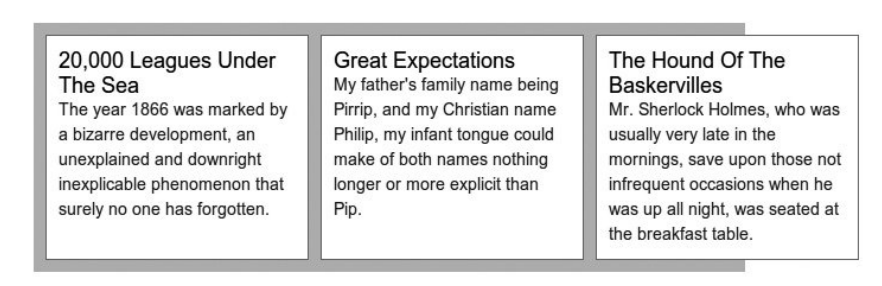 20,000 Leagues Under
The Sea
The year 1866 was marked by
a bizarre development, an
unexplained and downright
inexplicable phenomenon that
surely no one has forgotten.
Great Expectations
My father's family name being
Pirrip, and my Christian name
Philip, my infant tongue could
make of both names nothing
longer or more explicit than
Pip.
The Hound Of The
Baskervilles
Mr. Sherlock Holmes, who was
usually very late in the
mornings, save upon those not
infrequent occasions when he
was up all night, was seated at
the breakfast table.